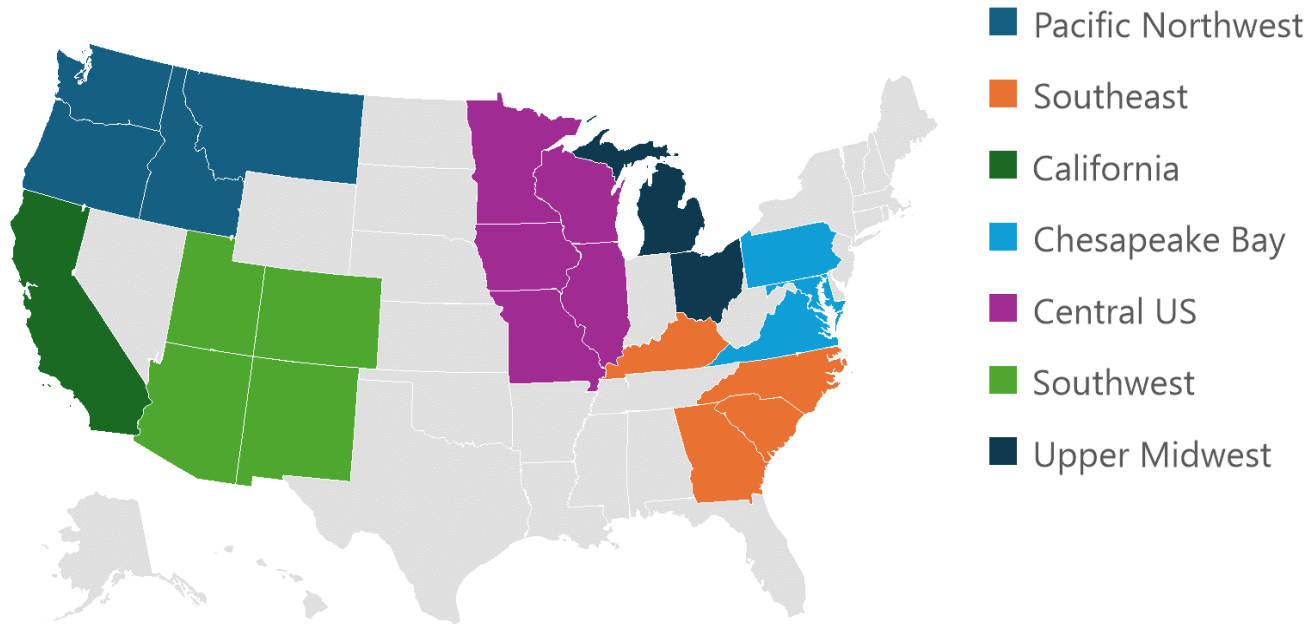 Pacific Northwest
Southeast
California
Chesapeake Bay
Central US
Southwest
Upper Midwest